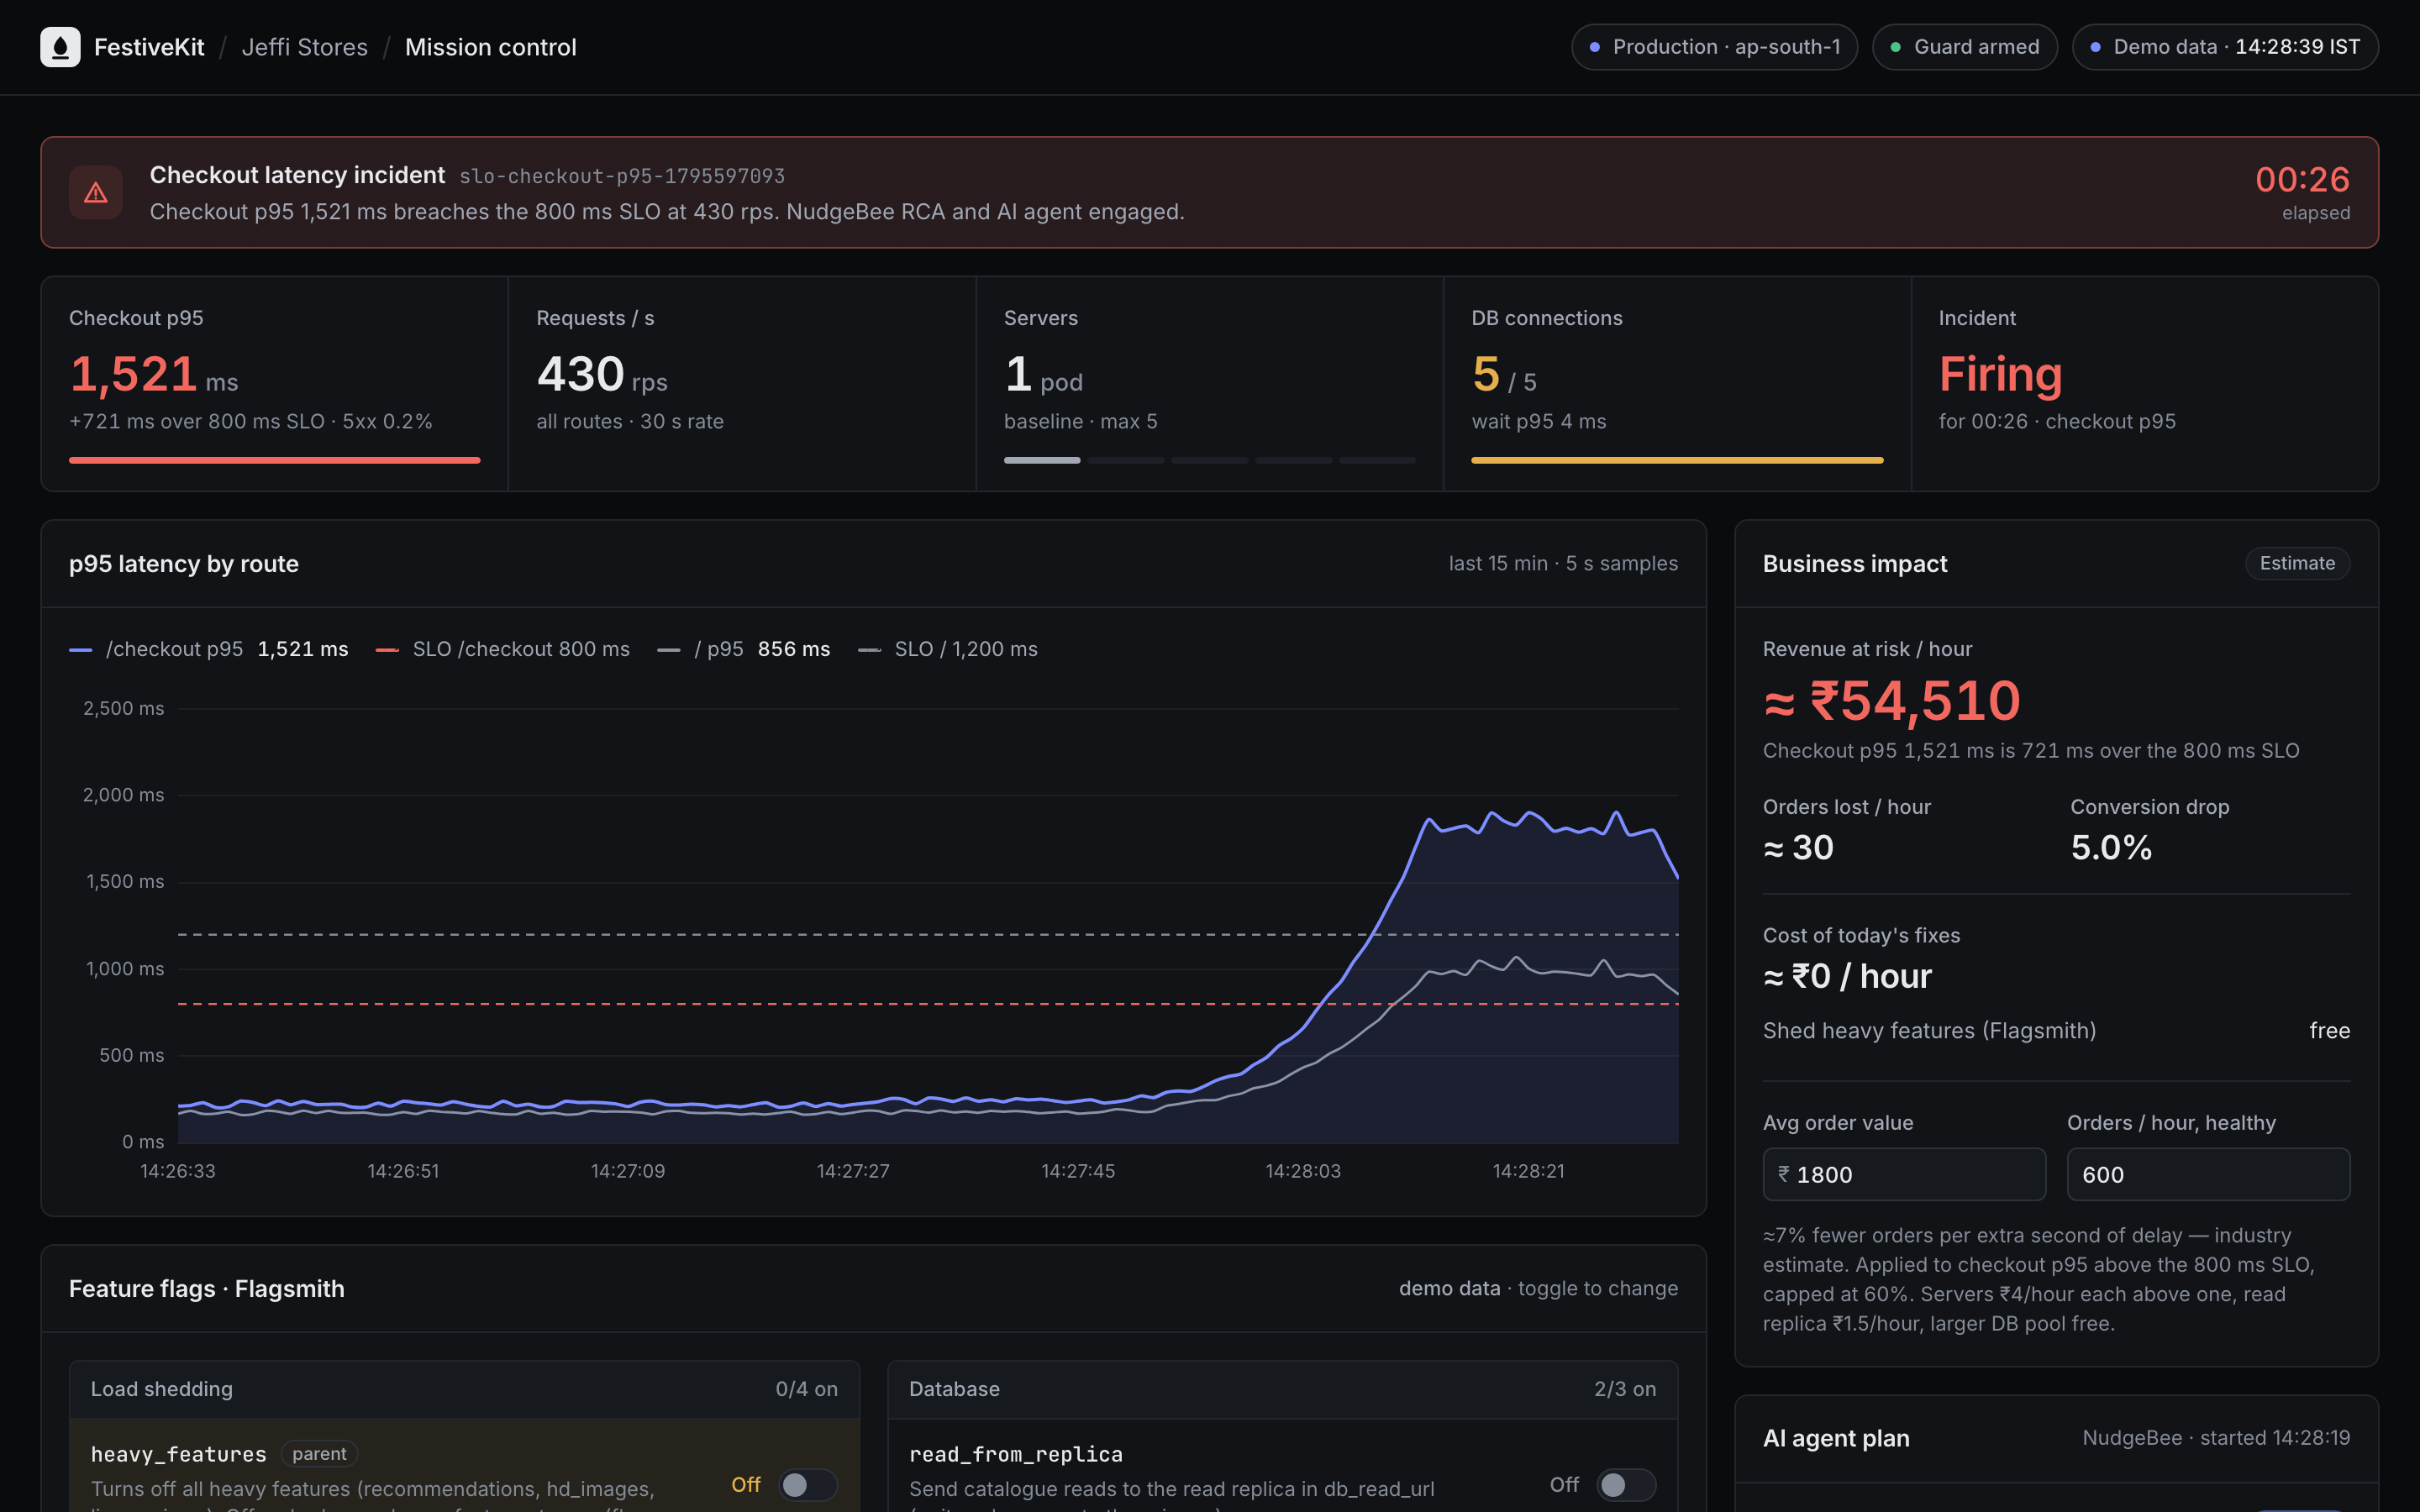 FestiveKit / Jeffi Stores / Mission control
Production · ap-south-1
Guard armed
Demo data · 14:28:39 IST
Checkout latency incident slo-checkout-p95-1795597093
Checkout p95 1,521 ms breaches the 800 ms SLO at 430 rps. NudgeBee RCA and AI agent engaged.
00:26
elapsed
Checkout p95
1,521 ms
+721 ms over 800 ms SLO · 5xx 0.2%
Requests / s
430 rps
all routes · 30 s rate
Servers
1 pod
baseline · max 5
DB connections
5 / 5
wait p95 4 ms
Incident
Firing
for 00:26 · checkout p95
p95 latency by route
last 15 min · 5 s samples
/checkout p95 1,521 ms
SLO /checkout 800 ms
/ p95 856 ms
SLO / 1,200 ms
2,500 ms
2,000 ms
1,500 ms
1,000 ms
500 ms
0 ms
14:26:33
14:26:51
14:27:09
14:27:27
14:27:45
14:28:03
14:28:21
Business impact
Estimate
Revenue at risk / hour
≈ ₹54,510
Checkout p95 1,521 ms is 721 ms over the 800 ms SLO
Orders lost / hour
≈ 30
Conversion drop
5.0%
Cost of today's fixes
≈ ₹0 / hour
Shed heavy features (Flagsmith)
free
Avg order value
₹ 1800
Orders / hour, healthy
600
≈7% fewer orders per extra second of delay — industry
estimate. Applied to checkout p95 above the 800 ms SLO,
capped at 60%. Servers ₹4/hour each above one, read
replica ₹1.5/hour, larger DB pool free.
Feature flags · Flagsmith
demo data · toggle to change
Load shedding
0/4 on
heavy_features parent
Turns off all heavy features (recommendations, hd_images,
Off
Database
2/3 on
read_from_replica
Send catalogue reads to the read replica in db_read_url
Off
AI agent plan
NudgeBee · started 14:28:19